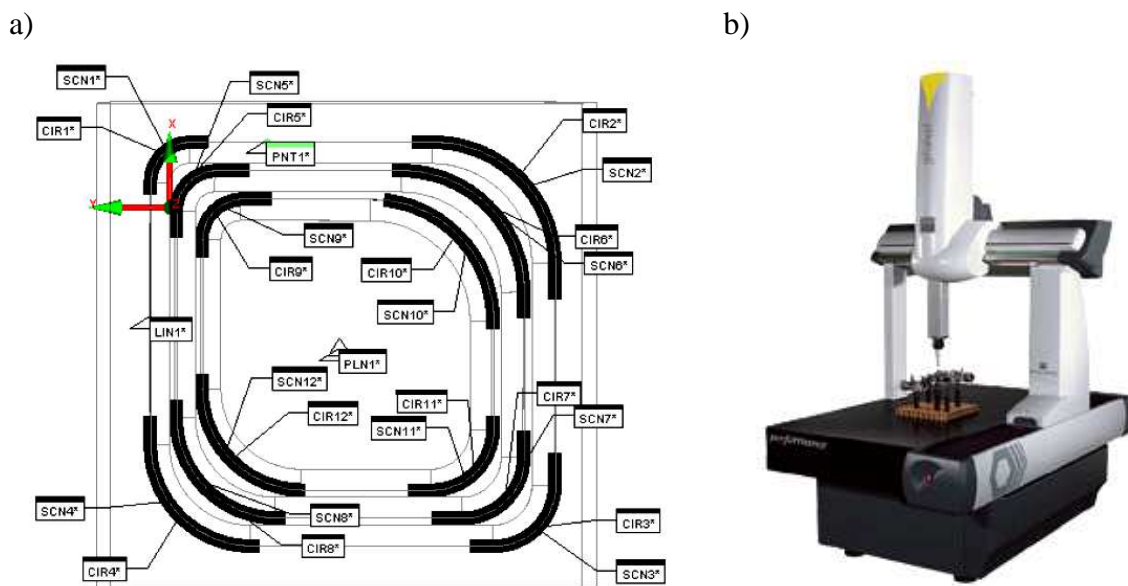 a)
b)
SCN1*
SCN5*
CIR1*
CIR5*
CIR2*
X
PNT1*
SCN2*
Y
Z
SCN9*
CIR6*
CIR9*
CIR10*
SCN6*
SCN10*
LIN1*
PLN1*
SCN12*
CIR7*
CIR11*
CIR12*
SCN7*
SCN11*
SCN4*
SCN8*
CIR3*
CIR8*
CIR4*
SCN3*
performance